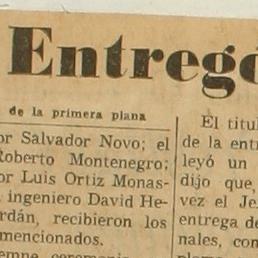 Entregó
de la primera plana
or Salvador Novo; el
Roberto Montenegro;
or Luis Ortiz Monas-
ingeniero David He-
rdán, recibieron los
mencionados.
emne ceremonia
El titul
de la entr
leyó un
dijo que,
vez el Je
entrega de
nales, con